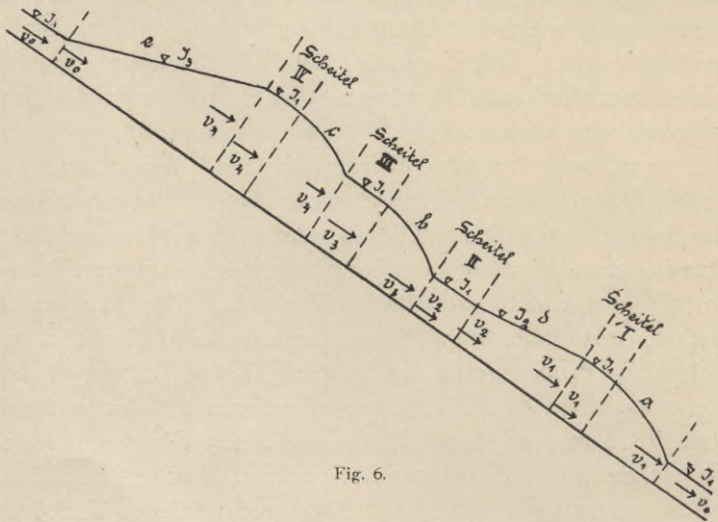 J₁
v₀
v₀
e
J₃
Scheitel
IV
J₁
c
v₄
v₄
Scheitel
III
J₁
b
v₄
v₃
Scheitel
II
J₁
v₂
v₂
J₂
Scheitel
I
J₁
a
v₁
v₁
v₁
J₁
v₀
Fig. 6.